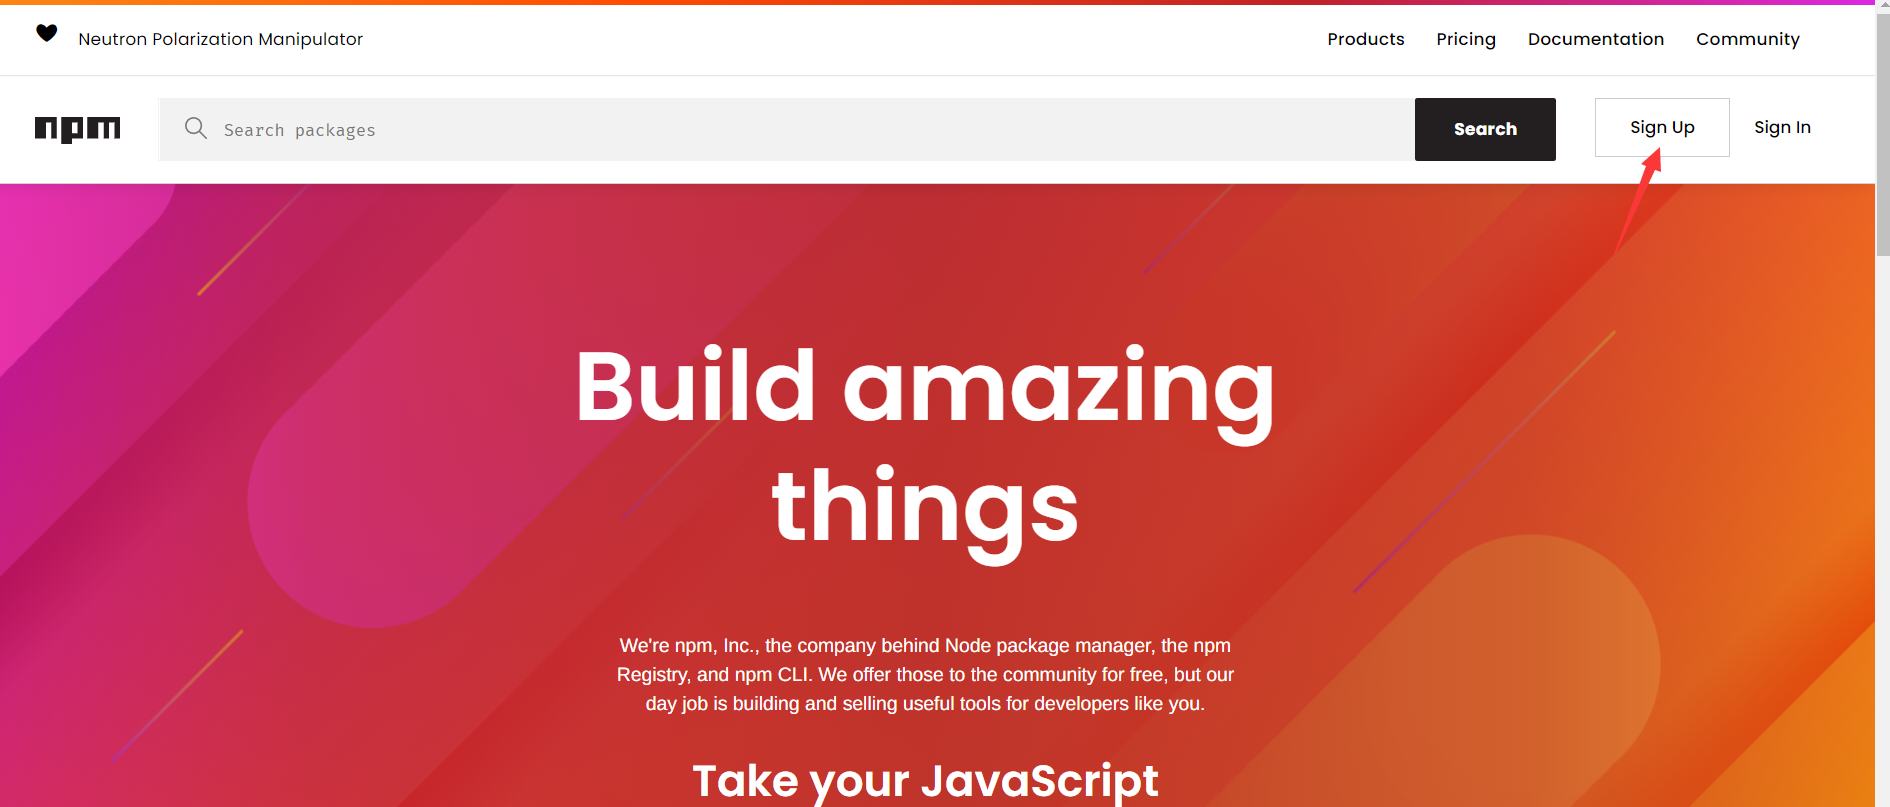 Neutron Polarization Manipulator
Products Pricing Documentation Community
npm
Search packages
Search
Sign Up
Sign In
Build amazing
things
We're npm, Inc., the company behind Node package manager, the npm
Registry, and npm CLI. We offer those to the community for free, but our
day job is building and selling useful tools for developers like you.
Take your JavaScript